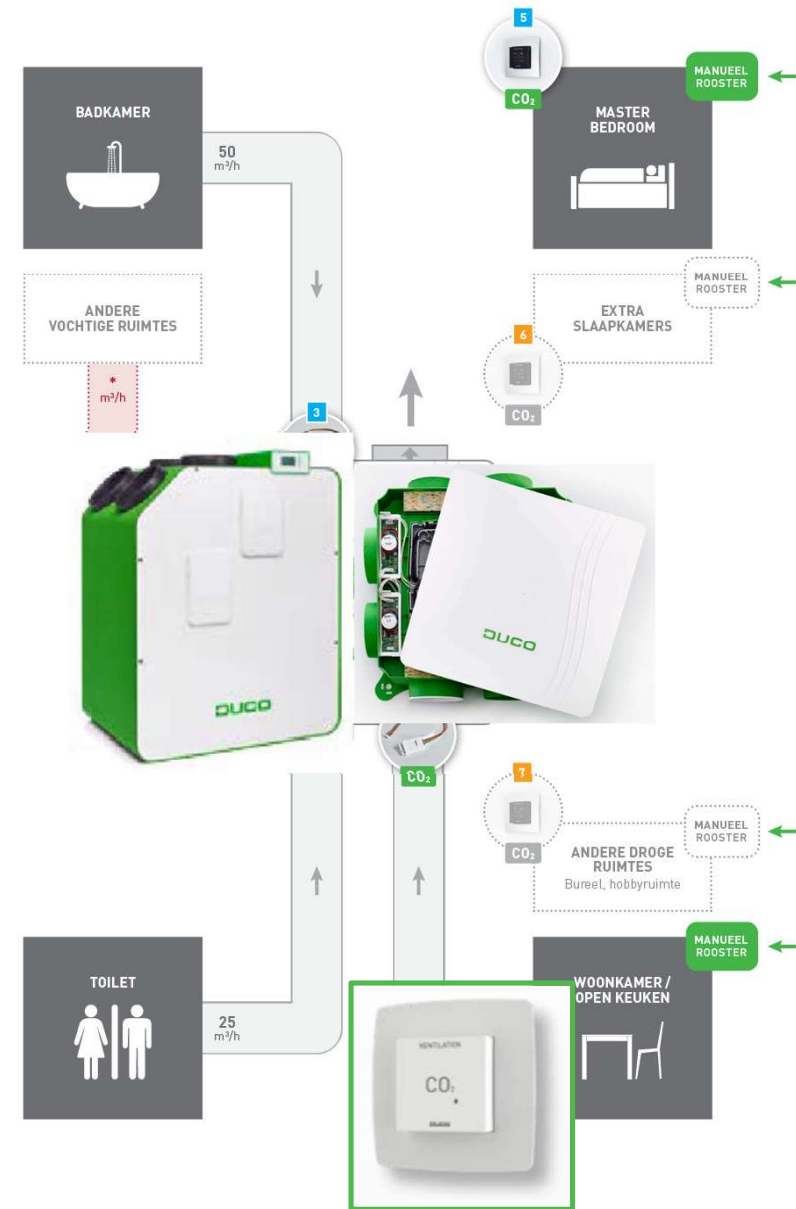 5
MANUEEL
ROOSTER
CO₂
BADKAMER
MASTER
BEDROOM
50
m³/h
MANUEEL
ROOSTER
ANDERE
VOCHTIGE RUIMTES
EXTRA
SLAAPKAMERS
6
*
m³/h
CO₂
3
DUCO
DUCO
CO₂
7
MANUEEL
ROOSTER
CO₂
ANDERE DROGE
RUIMTES
Bureel, hobbyruimte
MANUEEL
ROOSTER
TOILET
WOONKAMER /
OPEN KEUKEN
25
m³/h
VENTILATION
CO₂
DUCO